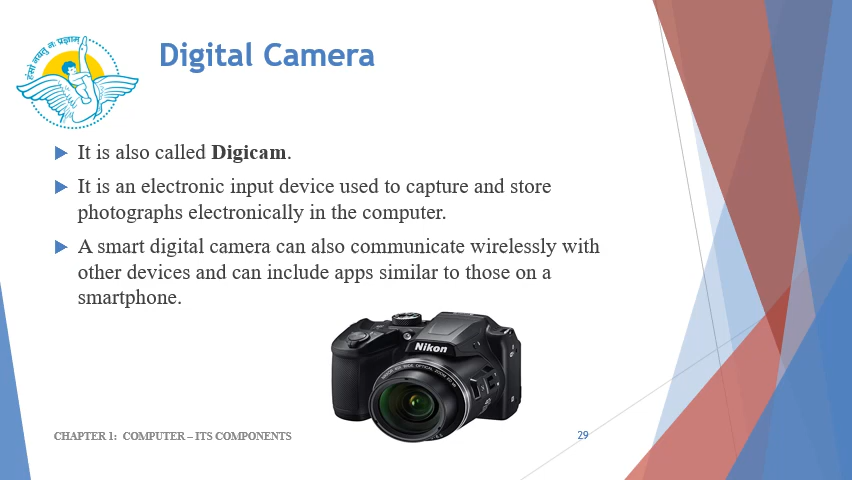 हंसो नयतु नः प्रज्ञाम्
Digital Camera
It is also called Digicam.
It is an electronic input device used to capture and store
photographs electronically in the computer.
A smart digital camera can also communicate wirelessly with
other devices and can include apps similar to those on a
smartphone.
Nikon
CHAPTER 1: COMPUTER – ITS COMPONENTS
29